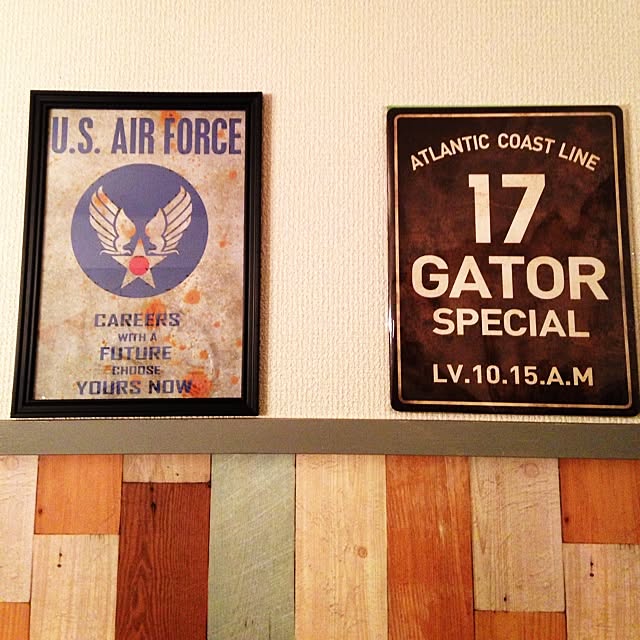 U.S. AIR FORCE
CAREERS
WITH A
FUTURE
CHOOSE
YOURS NOW
ATLANTIC COAST LINE
17
GATOR
SPECIAL
LV.10.15.A.M